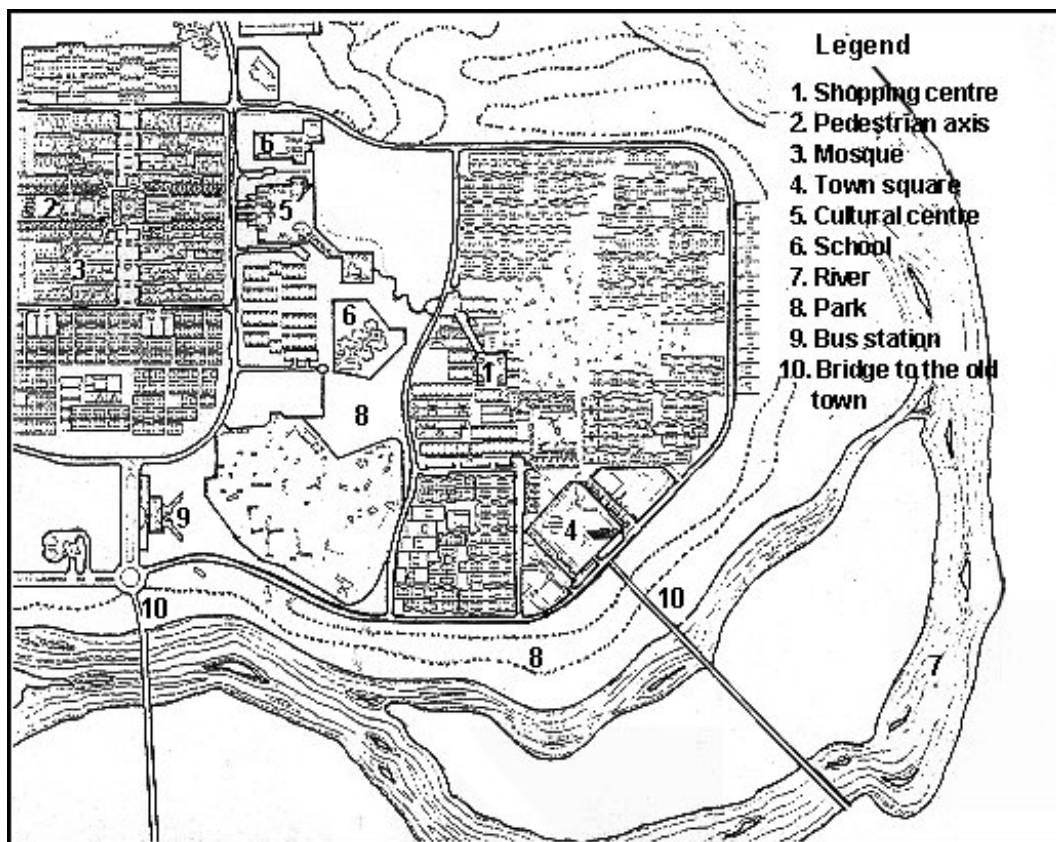 Legend
1. Shopping centre
2. Pedestrian axis
3. Mosque
4. Town square
5. Cultural centre
6. School
7. River
8. Park
9. Bus station
10. Bridge to the old
town
6
2
5
3
6
1
8
4
9
10
10
8
7